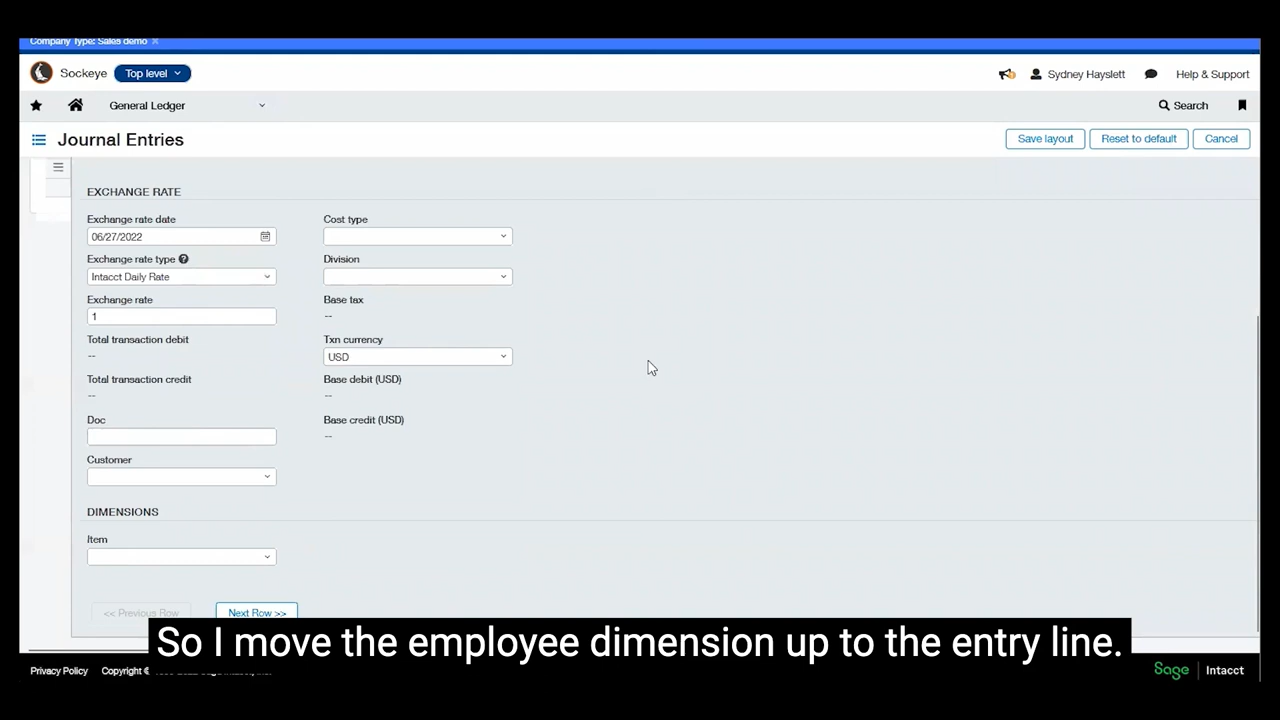 Company Type: Sales demo
Sockeye Top level Sydney Hayslett Help & Support
General Ledger Search
Journal Entries Save layout Reset to default Cancel
EXCHANGE RATE
Exchange rate date Cost type
06/27/2022
Exchange rate type Division
Intacct Daily Rate
Exchange rate Base tax
1 --
Total transaction debit Txn currency
-- USD
Total transaction credit Base debit (USD)
-- --
Doc Base credit (USD)
--
Customer
DIMENSIONS
Item
<< Previous Row Next Row >>
So I move the employee dimension up to the entry line.
Privacy Policy Copyright © Sage Intacct